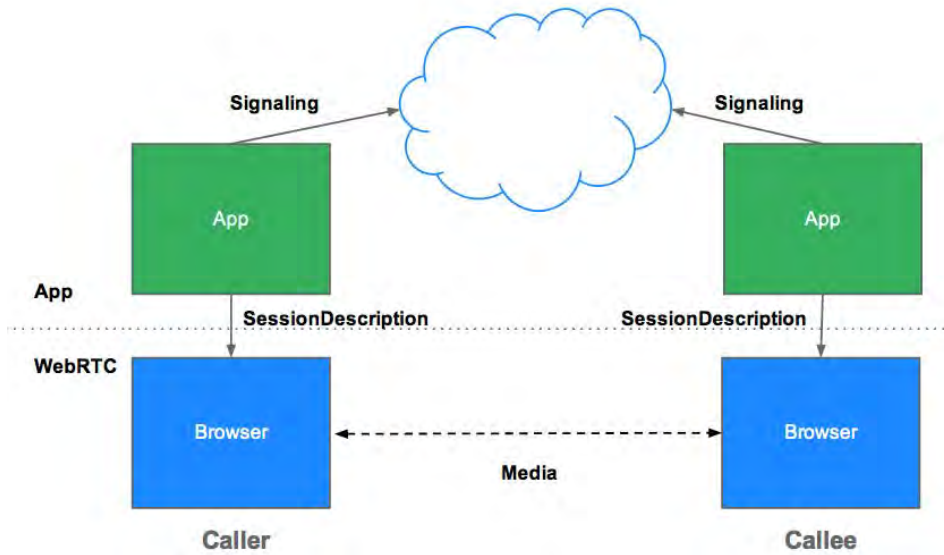 Signaling
Signaling
App
App
App
SessionDescription
SessionDescription
WebRTC
Browser
Browser
Media
Caller
Callee